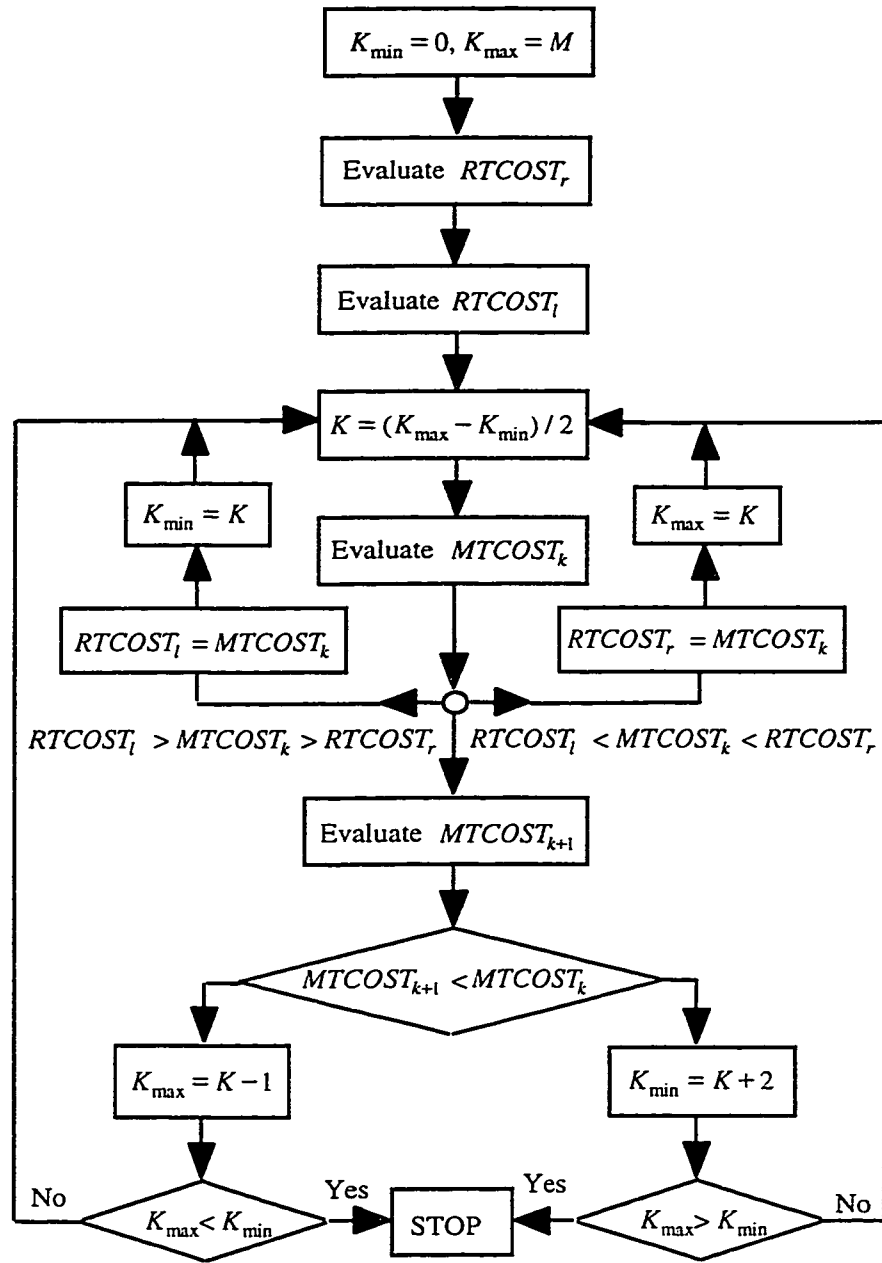 K_min = 0, K_max = M
Evaluate RTCOST_r
Evaluate RTCOST_l
K = (K_max − K_min) / 2
K_min = K
K_max = K
Evaluate MTCOST_k
RTCOST_l = MTCOST_k
RTCOST_r = MTCOST_k
RTCOST_l > MTCOST_k > RTCOST_r
RTCOST_l < MTCOST_k < RTCOST_r
Evaluate MTCOST_k+1
MTCOST_k+1 < MTCOST_k
K_max = K − 1
K_min = K + 2
No
Yes
Yes
No
K_max < K_min
STOP
K_max > K_min